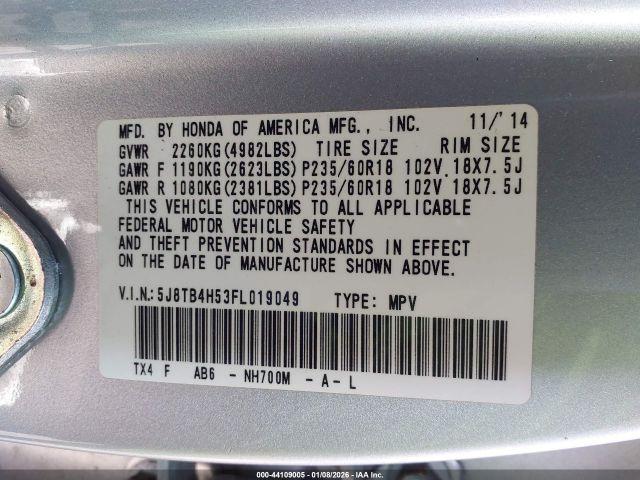 MFD. BY HONDA OF AMERICA MFG., INC. 11/'14
GVWR 2260KG(4982LBS) TIRE SIZE RIM SIZE
GAWR F 1190KG(2623LBS) P235/60R18 102V 18X7.5J
GAWR R 1080KG(2381LBS) P235/60R18 102V 18X7.5J
THIS VEHICLE CONFORMS TO ALL APPLICABLE
FEDERAL MOTOR VEHICLE SAFETY
AND THEFT PREVENTION STANDARDS IN EFFECT
ON THE DATE OF MANUFACTURE SHOWN ABOVE.
V.I.N.:5J8TB4H53FL019049 TYPE: MPV
TX4 F AB6 - NH700M - A - L
000-44109005 - 01/08/2026 - IAAI.COM